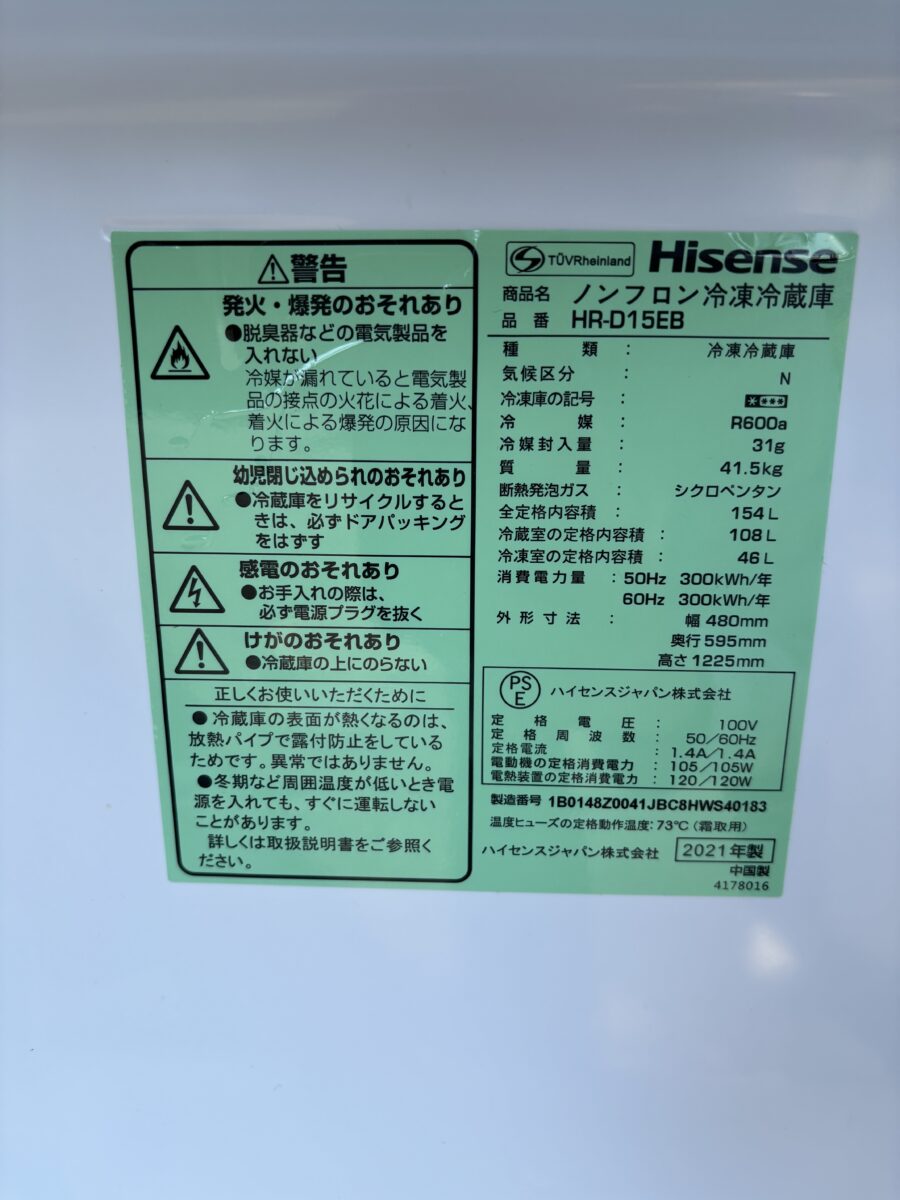 ⚠警告
発火・爆発のおそれあり
●脱臭器などの電気製品を
入れない
冷媒が漏れていると電気製
品の接点の火花による着火、
着火による爆発の原因にな
ります。
幼児閉じ込められのおそれあり
●冷蔵庫をリサイクルすると
きは、必ずドアパッキング
をはずす
感電のおそれあり
●お手入れの際は、
必ず電源プラグを抜く
けがのおそれあり
●冷蔵庫の上にのらない
正しくお使いいただくために
●冷蔵庫の表面が熱くなるのは、
放熱パイプで露付防止をしている
ためです。異常ではありません。
●冬期など周囲温度が低いとき電
源を入れても、すぐに運転しない
ことがあります。
詳しくは取扱説明書をご参照く
ださい。
TÜVRheinland Hisense
商品名 ノンフロン冷凍冷蔵庫
品番 HR-D15EB
種類： 冷凍冷蔵庫
気候区分： N
冷凍庫の記号： ****
冷媒： R600a
冷媒封入量： 31g
質量： 41.5kg
断熱発泡ガス： シクロペンタン
全定格内容積： 154L
冷蔵室の定格内容積： 108L
冷凍室の定格内容積： 46L
消費電力量：50Hz 300kWh/年
60Hz 300kWh/年
外形寸法： 幅480mm
奥行595mm
高さ1225mm
PSE ハイセンスジャパン株式会社
定格電圧： 100V
定格周波数： 50/60Hz
定格電流： 1.4A/1.4A
電動機の定格消費電力： 105/105W
電熱装置の定格消費電力： 120/120W
製造番号 1B0148Z0041JBC8HWS40183
温度ヒューズの定格動作温度：73℃（霜取用）
ハイセンスジャパン株式会社 2021年製
中国製
4178016